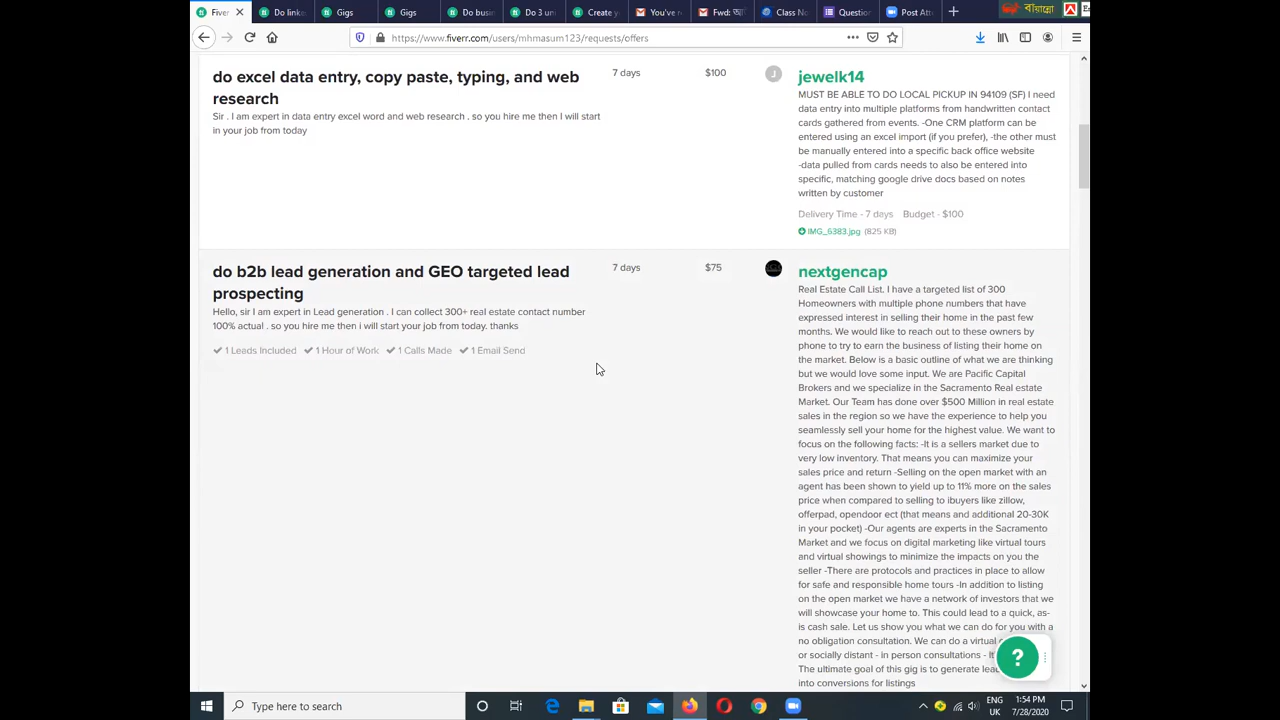 Fiver
Do linke
Gigs
Gigs
Do busi
Do 3 un
Create y
You've r
Class No
Question
Post Att
https://www.fiverr.com/users/mhmasum123/requests/offers
do excel data entry, copy paste, typing, and web
research
Sir . I am expert in data entry excel word and web research . so you hire me then I will start
in your job from today
7 days
$100
J
jewelk14
MUST BE ABLE TO DO LOCAL PICKUP IN 94109 (SF) I need
data entry into multiple platforms from handwritten contact
cards gathered from events. -One CRM platform can be
entered using an excel import (if you prefer), -the other must
be manually entered into a specific back office website
-data pulled from cards needs to also be entered into
specific, matching google drive docs based on notes
written by customer
Delivery Time - 7 days Budget - $100
IMG_6383.jpg (825 KB)
do b2b lead generation and GEO targeted lead
prospecting
Hello, sir I am expert in Lead generation . I can collect 300+ real estate contact number
100% actual . so you hire me then i will start your job from today. thanks
1 Leads Included 1 Hour of Work 1 Calls Made 1 Email Send
7 days
$75
nextgencap
Real Estate Call List. I have a targeted list of 300
Homeowners with multiple phone numbers that have
expressed interest in selling their home in the past few
months. We would like to reach out to these owners by
phone to try to earn the business of listing their home on
the market. Below is a basic outline of what we are thinking
but we would love some input. We are Pacific Capital
Brokers and we specialize in the Sacramento Real estate
Market. Our Team has done over $500 Million in real estate
sales in the region so we have the experience to help you
seamlessly sell your home for the highest value. We want to
focus on the following facts: -It is a sellers market due to
very low inventory. That means you can maximize your
sales price and return -Selling on the open market with an
agent has been shown to yield up to 11% more on the sales
price when compared to selling to ibuyers like zillow,
offerpad, opendoor ect (that means and additional 20-30K
in your pocket) -Our agents are experts in the Sacramento
Market and we focus on digital marketing like virtual tours
and virtual showings to minimize the impacts on you the
seller -There are protocols and practices in place to allow
for safe and responsible home tours -In addition to listing
on the open market we have a network of investors that we
will showcase your home to. This could lead to a quick, as-
is cash sale. Let us show you what we can do for you with a
no obligation consultation. We can do a virtual
or socially distant - in person consultations -
The ultimate goal of this gig is to generate
into conversions for listings
?
Type here to search
ENG
UK
1:54 PM
7/28/2020